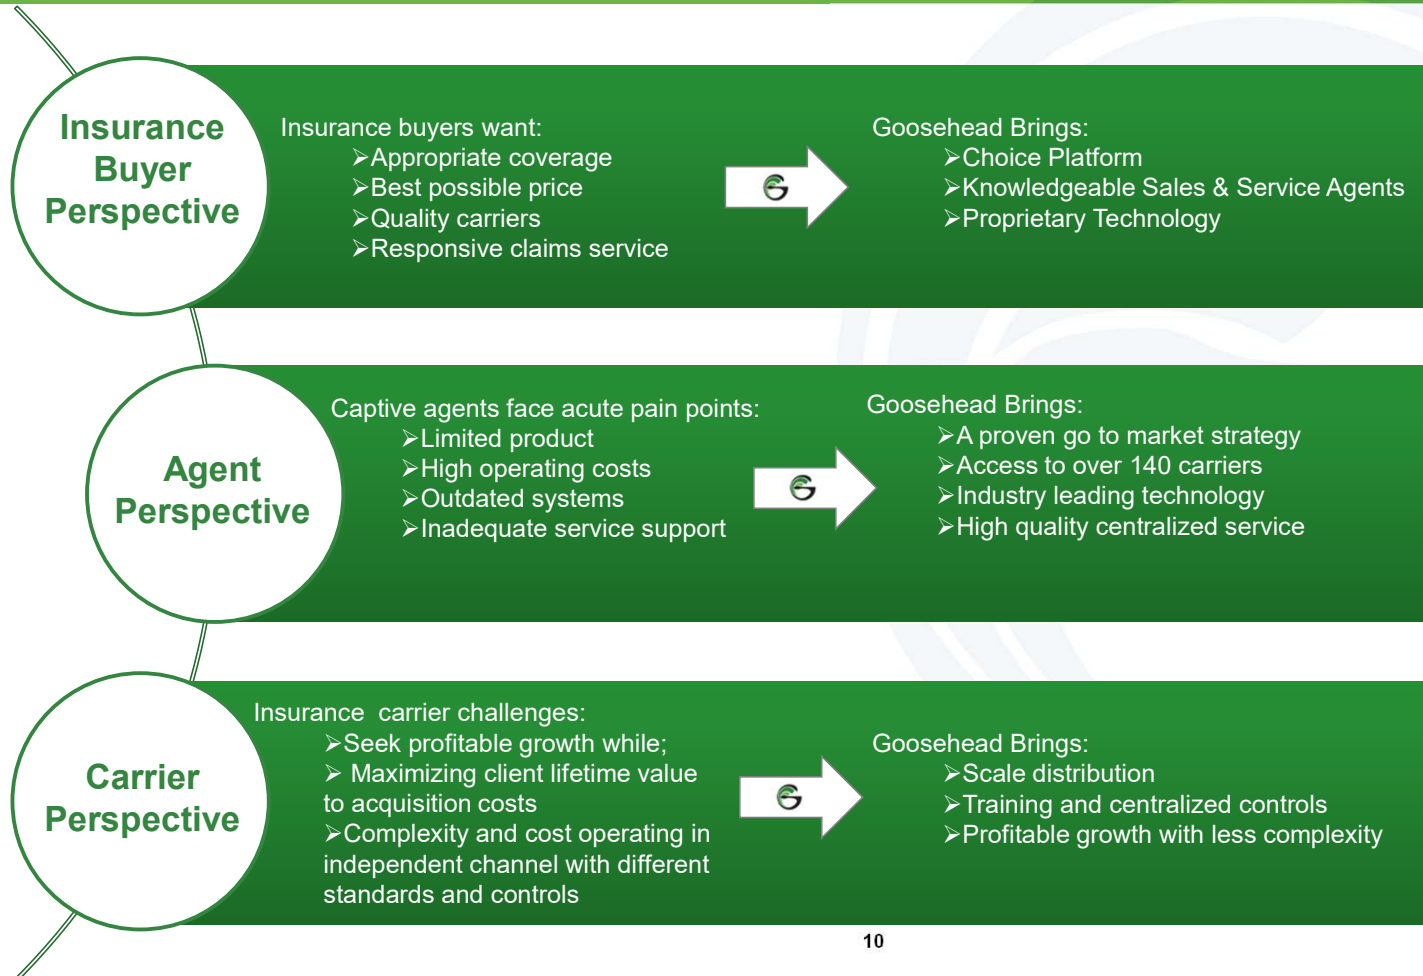 Insurance
Buyer
Perspective
Insurance buyers want:
➢Appropriate coverage
➢Best possible price
➢Quality carriers
➢Responsive claims service
Goosehead Brings:
➢Choice Platform
➢Knowledgeable Sales & Service Agents
➢Proprietary Technology
Agent
Perspective
Captive agents face acute pain points:
➢Limited product
➢High operating costs
➢Outdated systems
➢Inadequate service support
Goosehead Brings:
➢A proven go to market strategy
➢Access to over 140 carriers
➢Industry leading technology
➢High quality centralized service
Carrier
Perspective
Insurance  carrier challenges:
➢Seek profitable growth while;
➢ Maximizing client lifetime value
to acquisition costs
➢Complexity and cost operating in
independent channel with different
standards and controls
Goosehead Brings:
➢Scale distribution
➢Training and centralized controls
➢Profitable growth with less complexity
10